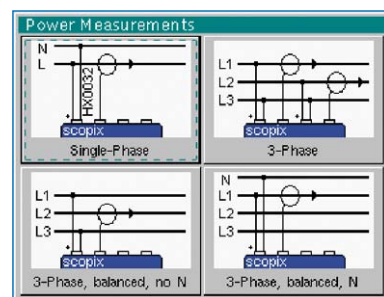 Power Measurements
N
L
HX0032
scopix
Single-Phase
L1
L2
L3
scopix
3-Phase
L1
L2
L3
scopix
3-Phase, balanced, no N
N
L1
L2
L3
scopix
3-Phase, balanced, N